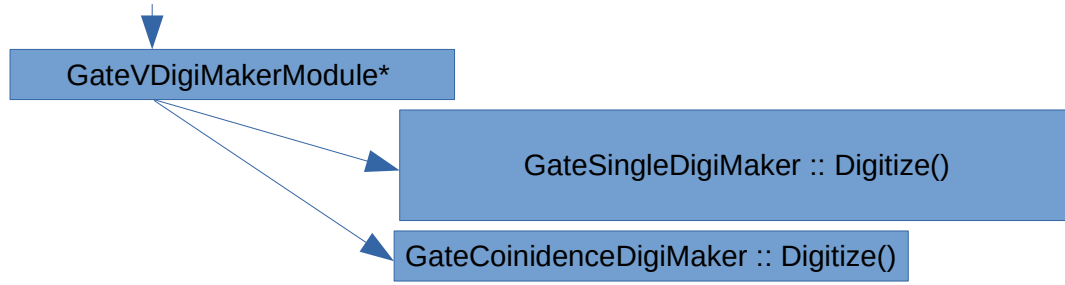 GateVDigiMakerModule*
GateSingleDigiMaker :: Digitize()
GateCoinidenceDigiMaker :: Digitize()